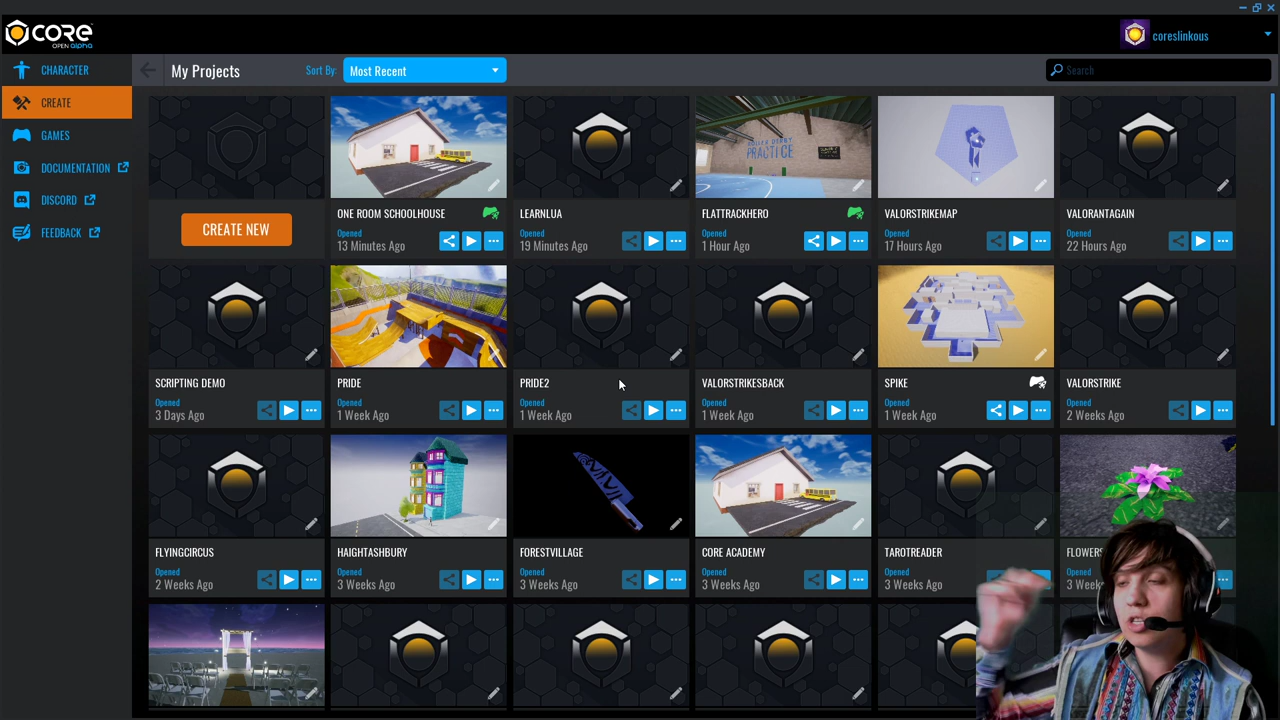 CORE
OPEN alpha
coreslinkous
CHARACTER
CREATE
GAMES
DOCUMENTATION
DISCORD
FEEDBACK
My Projects
Sort By:
Most Recent
Search
CREATE NEW
ONE ROOM SCHOOLHOUSE
Opened
13 Minutes Ago
LEARNLUA
Opened
19 Minutes Ago
PRACTICE
FLATTRACKHERO
Opened
1 Hour Ago
VALORSTRIKEMAP
Opened
17 Hours Ago
VALORANTAGAIN
Opened
22 Hours Ago
SCRIPTING DEMO
Opened
3 Days Ago
PRIDE
Opened
1 Week Ago
PRIDE2
Opened
1 Week Ago
VALORSTRIKESBACK
Opened
1 Week Ago
SPIKE
Opened
1 Week Ago
VALORSTRIKE
Opened
2 Weeks Ago
FLYINGCIRCUS
Opened
2 Weeks Ago
HAIGHTASHBURY
Opened
3 Weeks Ago
FORESTVILLAGE
Opened
3 Weeks Ago
CORE ACADEMY
Opened
3 Weeks Ago
TAROTREADER
Opened
3 Weeks Ago
Opened
3